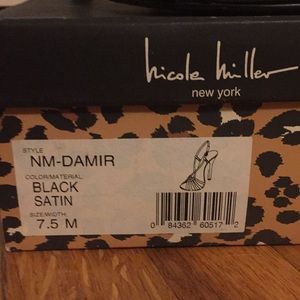 nicole miller
new york
STYLE
NM-DAMIR
COLOR/MATERIAL
BLACK
SATIN
SIZE/WIDTH
7.5 M
0 84362 60517 2